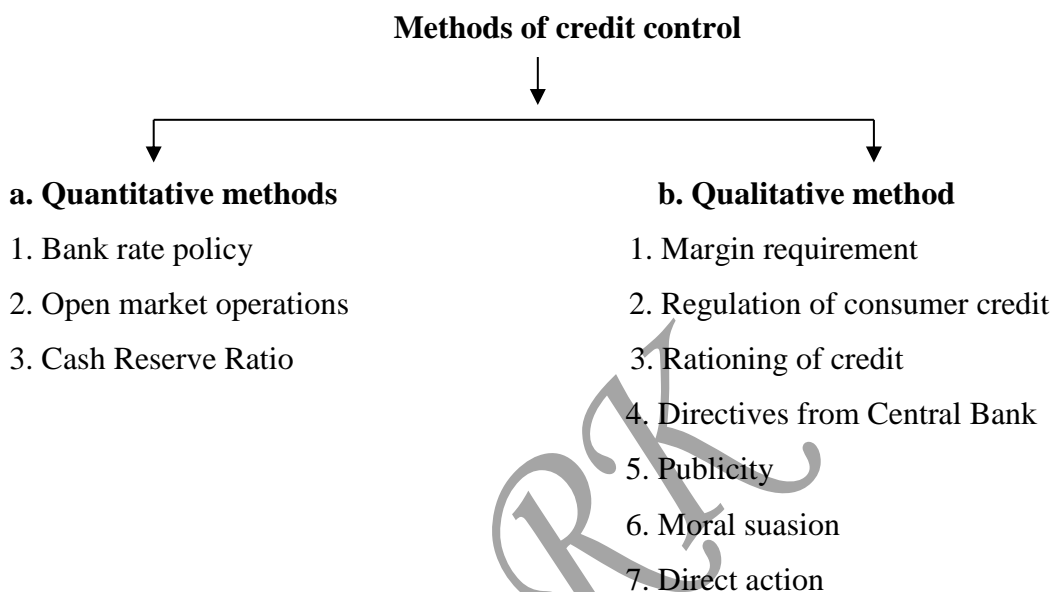 Methods of credit control
a. Quantitative methods
1. Bank rate policy
2. Open market operations
3. Cash Reserve Ratio
b. Qualitative method
1. Margin requirement
2. Regulation of consumer credit
3. Rationing of credit
4. Directives from Central Bank
5. Publicity
6. Moral suasion
7. Direct action
RK